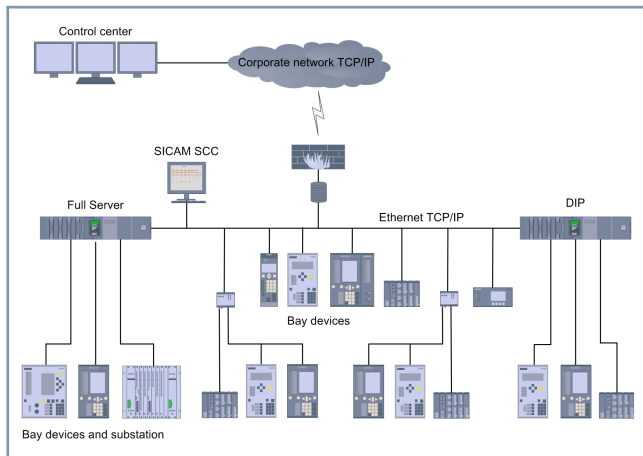 Control center
Corporate network TCP/IP
SICAM SCC
Full Server
Ethernet TCP/IP
DIP
Bay devices
Bay devices and substation